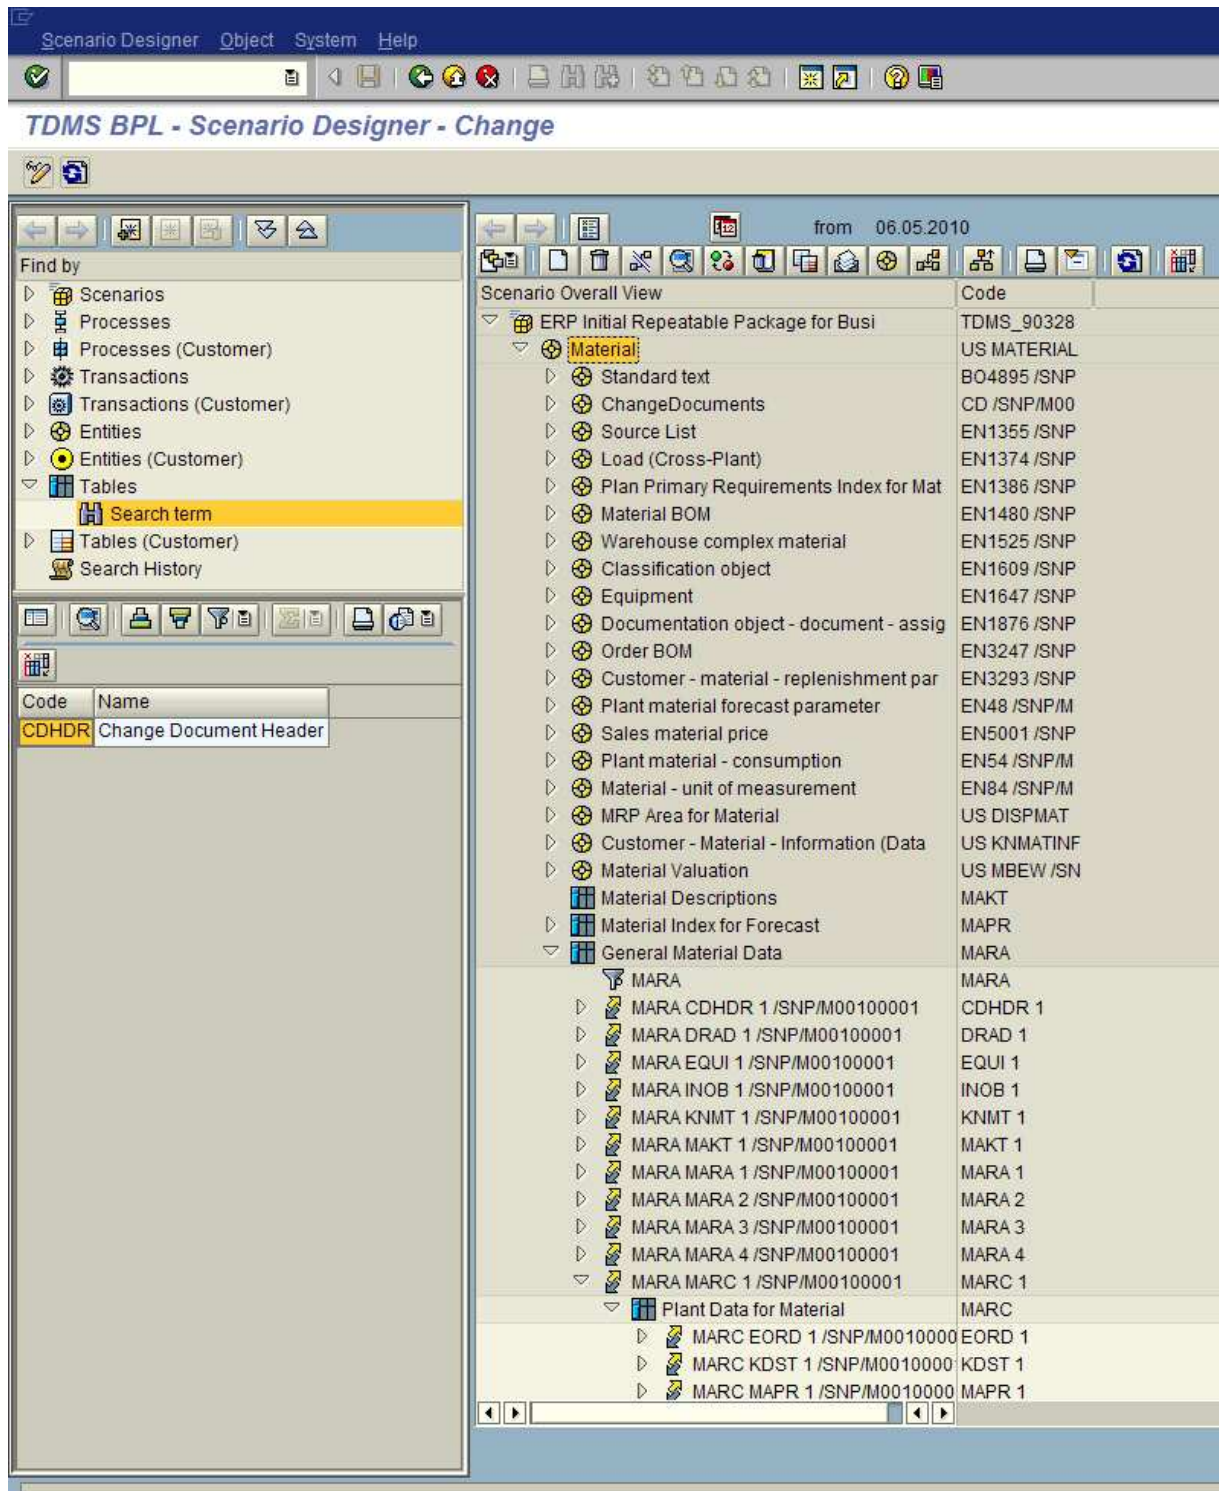 Scenario Designer Object System Help
TDMS BPL - Scenario Designer - Change
from 06.05.2010
Find by
Scenarios
Processes
Processes (Customer)
Transactions
Transactions (Customer)
Entities
Entities (Customer)
Tables
Search term
Tables (Customer)
Search History
Code Name
CDHDR Change Document Header
Scenario Overall View Code
ERP Initial Repeatable Package for Busi TDMS_90328
Material US MATERIAL
Standard text BO4895 /SNP
ChangeDocuments CD /SNP/M00
Source List EN1355 /SNP
Load (Cross-Plant) EN1374 /SNP
Plan Primary Requirements Index for Mat EN1386 /SNP
Material BOM EN1480 /SNP
Warehouse complex material EN1525 /SNP
Classification object EN1609 /SNP
Equipment EN1647 /SNP
Documentation object - document - assig EN1876 /SNP
Order BOM EN3247 /SNP
Customer - material - replenishment par EN3293 /SNP
Plant material forecast parameter EN48 /SNP/M
Sales material price EN5001 /SNP
Plant material - consumption EN54 /SNP/M
Material - unit of measurement EN84 /SNP/M
MRP Area for Material US DISPMAT
Customer - Material - Information (Data US KNMATINF
Material Valuation US MBEW /SN
Material Descriptions MAKT
Material Index for Forecast MAPR
General Material Data MARA
MARA MARA
MARA CDHDR 1 /SNP/M00100001 CDHDR 1
MARA DRAD 1 /SNP/M00100001 DRAD 1
MARA EQUI 1 /SNP/M00100001 EQUI 1
MARA INOB 1 /SNP/M00100001 INOB 1
MARA KNMT 1 /SNP/M00100001 KNMT 1
MARA MAKT 1 /SNP/M00100001 MAKT 1
MARA MARA 1 /SNP/M00100001 MARA 1
MARA MARA 2 /SNP/M00100001 MARA 2
MARA MARA 3 /SNP/M00100001 MARA 3
MARA MARA 4 /SNP/M00100001 MARA 4
MARA MARC 1 /SNP/M00100001 MARC 1
Plant Data for Material MARC
MARC EORD 1 /SNP/M0010000 EORD 1
MARC KDST 1 /SNP/M0010000 KDST 1
MARC MAPR 1 /SNP/M0010000 MAPR 1